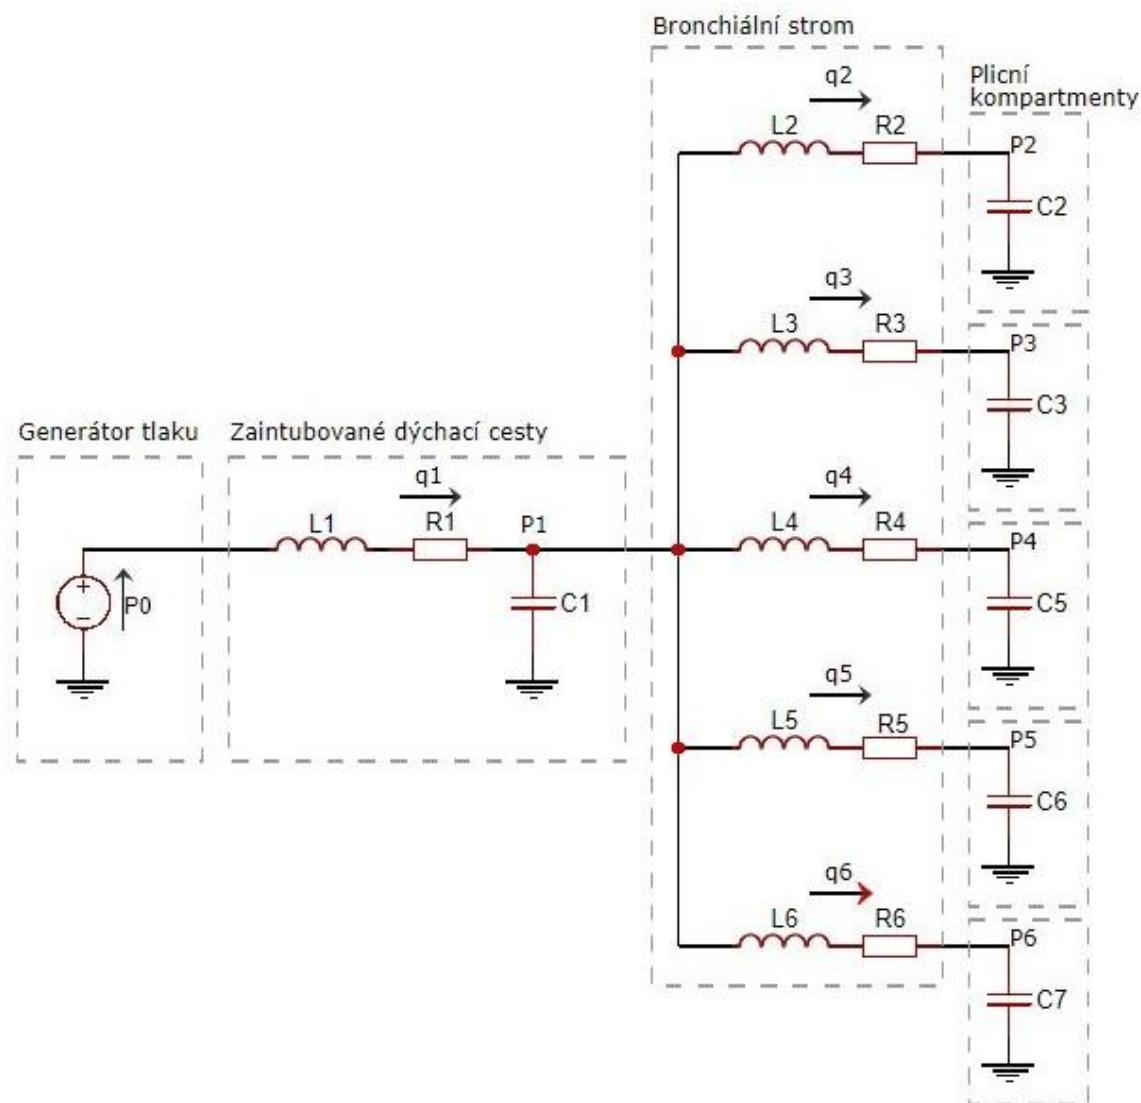 Bronchiální strom
Plicní
kompartmenty
q2
L2
R2
P2
C2
q3
L3
R3
P3
C3
Generátor tlaku
Zaintubované dýchací cesty
q1
L1
R1
P1
C1
+
−
P0
q4
L4
R4
P4
C5
q5
L5
R5
P5
C6
q6
L6
R6
P6
C7